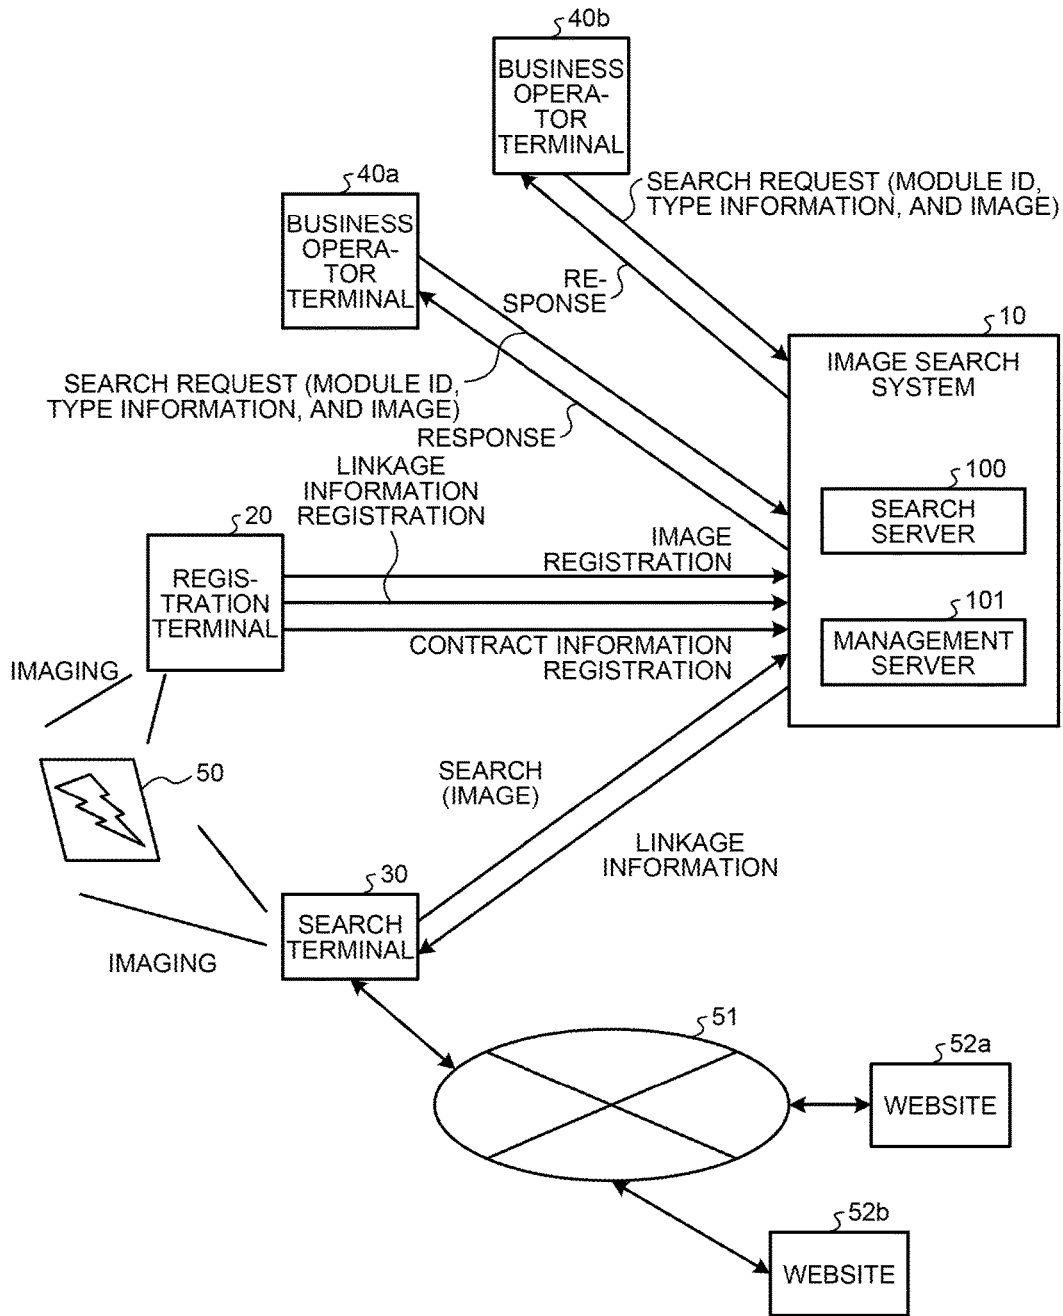 40b
BUSINESS
OPERA-
TOR
TERMINAL
40a
BUSINESS
OPERA-
TOR
TERMINAL
SEARCH REQUEST (MODULE ID,
TYPE INFORMATION, AND IMAGE)
RE-
SPONSE
10
IMAGE SEARCH
SYSTEM
SEARCH REQUEST (MODULE ID,
TYPE INFORMATION, AND IMAGE)
RESPONSE
LINKAGE
INFORMATION
REGISTRATION
100
SEARCH
SERVER
20
REGIS-
TRATION
TERMINAL
IMAGE
REGISTRATION
101
MANAGEMENT
SERVER
CONTRACT INFORMATION
REGISTRATION
IMAGING
50
SEARCH
(IMAGE)
LINKAGE
INFORMATION
30
SEARCH
TERMINAL
IMAGING
51
52a
WEBSITE
52b
WEBSITE